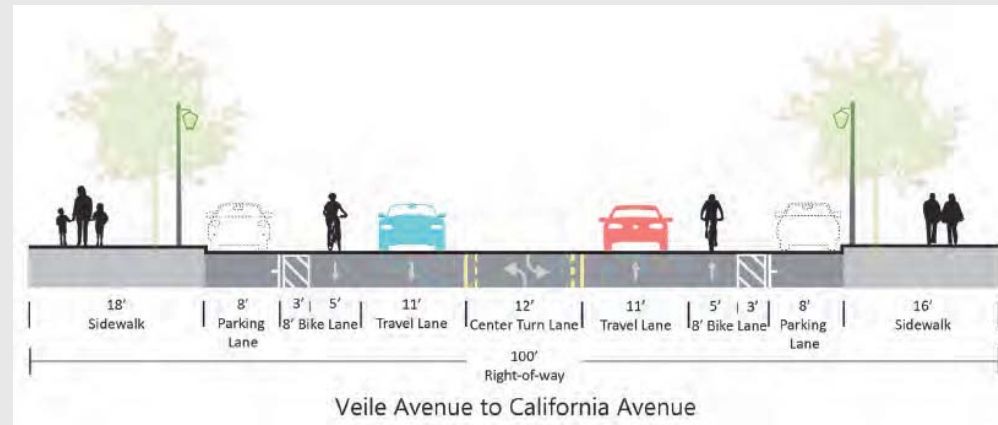 18' 8' 3' 5' 11' 12' 11' 5' 3' 8' 16'
Sidewalk Parking Lane 8' Bike Lane Travel Lane Center Turn Lane Travel Lane 8' Bike Lane Parking Lane Sidewalk
100'
Right-of-way
Veile Avenue to California Avenue